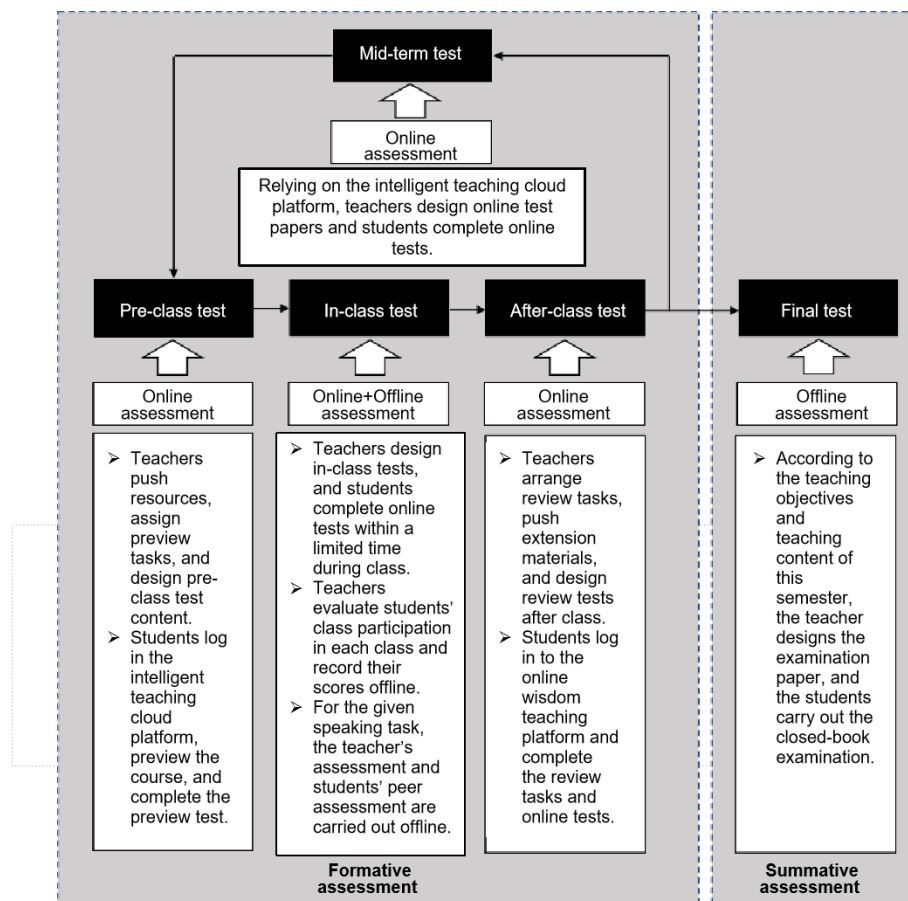 Mid-term test
Online
assessment
Relying on the intelligent teaching cloud
platform, teachers design online test
papers and students complete online
tests.
Pre-class test
In-class test
After-class test
Final test
Online
assessment
Online+Offline
assessment
Online
assessment
Offline
assessment
➢ Teachers
push
resources,
assign
preview
tasks, and
design pre-
class test
content.
➢ Students log
in the
intelligent
teaching
cloud
platform,
preview the
course, and
complete the
preview test.
➢ Teachers design
in-class tests,
and students
complete online
tests within a
limited time
during class.
➢ Teachers
evaluate students’
class participation
in each class and
record their
scores offline.
➢ For the given
speaking task,
the teacher’s
assessment and
students’ peer
assessment are
carried out offline.
➢ Teachers
arrange
review tasks,
push
extension
materials,
and design
review tests
after class.
➢ Students log
in to the
online
wisdom
teaching
platform and
complete
the review
tasks and
online tests.
➢ According to
the teaching
objectives
and
teaching
content of
this
semester,
the teacher
designs the
examination
paper, and
the students
carry out the
closed-book
examination.
Formative
assessment
Summative
assessment